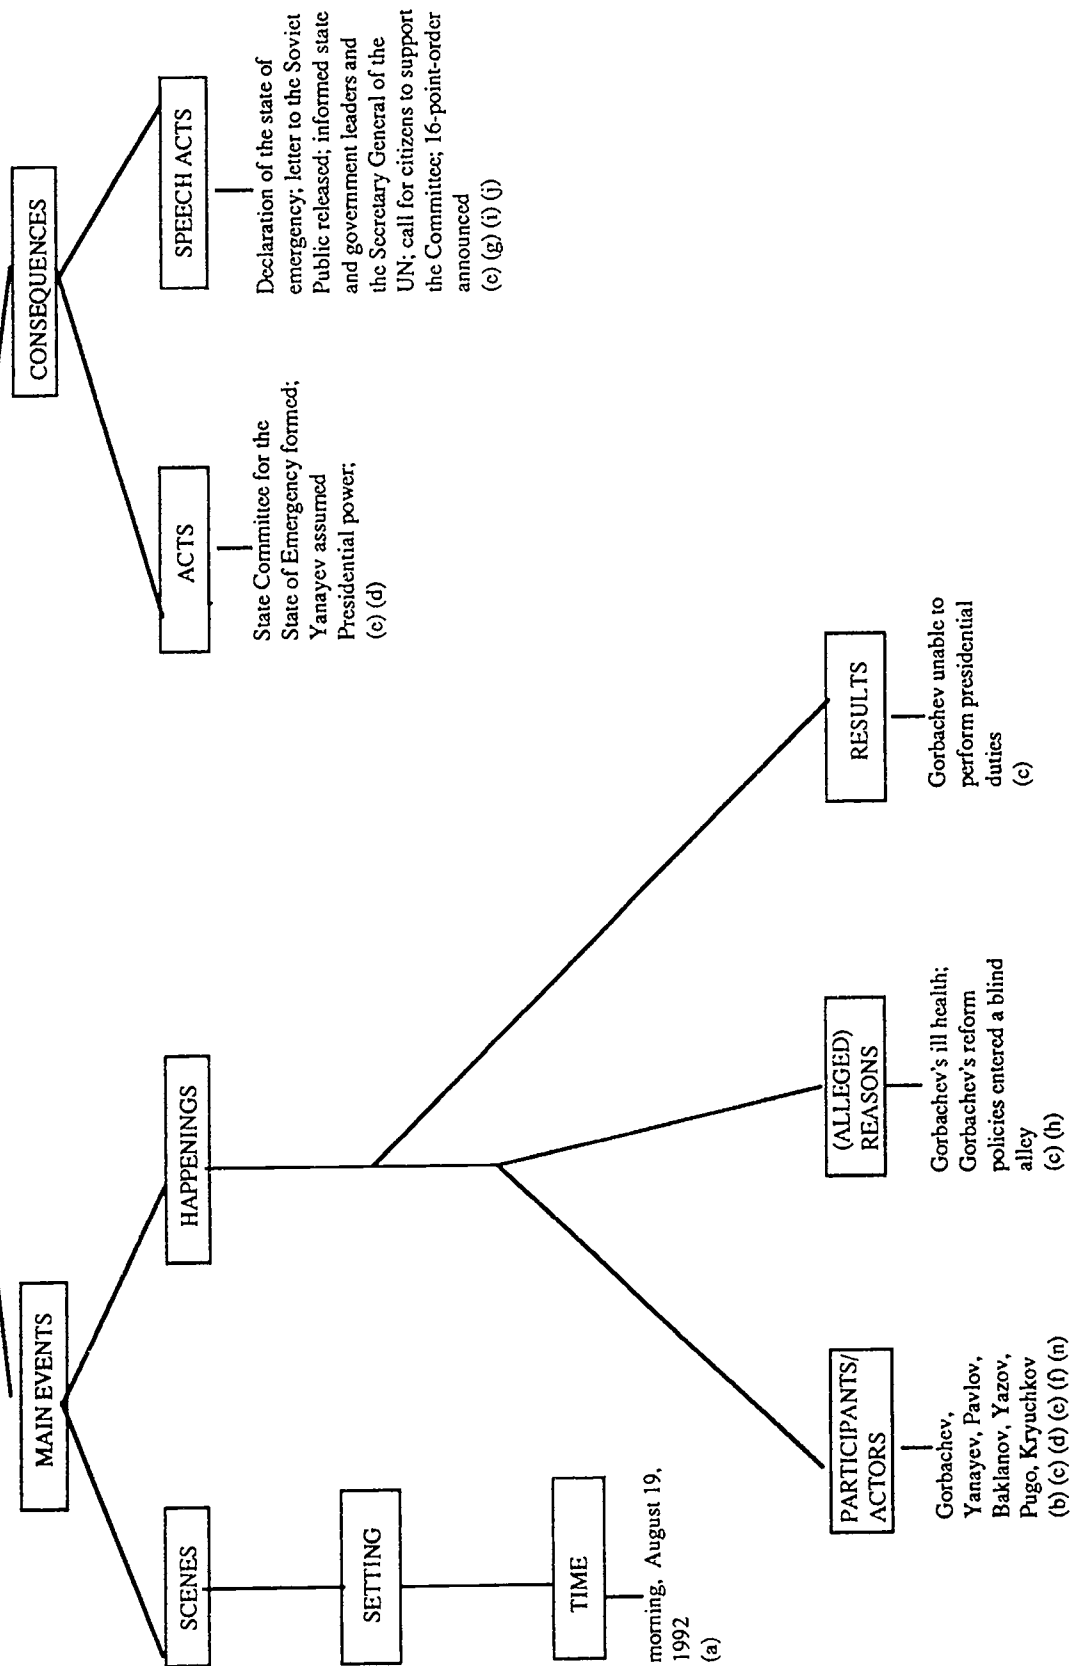 MAIN EVENTS
SCENES
SETTING
TIME
morning, August 19,
1992
(a)
HAPPENINGS
PARTICIPANTS/
ACTORS
Gorbachev,
Yanayev, Pavlov,
Baklanov, Yazov,
Pugo, Kryuchkov
(b) (c) (d) (e) (f) (n)
(ALLEGED)
REASONS
Gorbachev's ill health;
Gorbachev's reform
policies entered a blind
alley
(c) (h)
RESULTS
Gorbachev unable to
perform presidential
duties
(c)
CONSEQUENCES
ACTS
State Committee for the
State of Emergency formed;
Yanayev assumed
Presidential power;
(c) (d)
SPEECH ACTS
Declaration of the state of
emergency; letter to the Soviet
Public released; informed state
and government leaders and
the Secretary General of the
UN; call for citizens to support
the Committee; 16-point-order
announced
(e) (g) (i) (j)